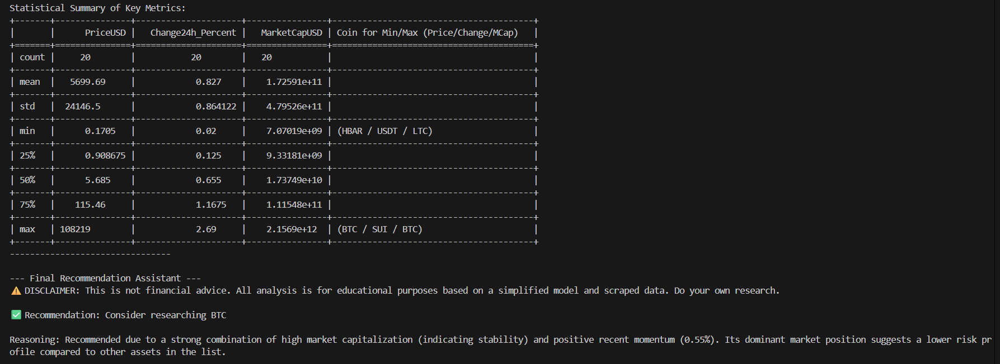 Statistical Summary of Key Metrics:
+-------+---------------+---------------------+----------------+----------------------------------------+
|       |      PriceUSD |   Change24h_Percent |   MarketCapUSD | Coin for Min/Max (Price/Change/MCap)   |
+=======+===============+=====================+================+========================================+
| count |     20        |           20        |   20           |                                        |
+-------+---------------+---------------------+----------------+----------------------------------------+
| mean  |   5699.69     |            0.827    |    1.72591e+11 |                                        |
+-------+---------------+---------------------+----------------+----------------------------------------+
| std   |  24146.5      |            0.864122 |    4.79526e+11 |                                        |
+-------+---------------+---------------------+----------------+----------------------------------------+
| min   |      0.1705   |            0.02     |    7.07019e+09 | (HBAR / USDT / LTC)                    |
+-------+---------------+---------------------+----------------+----------------------------------------+
| 25%   |      0.908675 |            0.125    |    9.33181e+09 |                                        |
+-------+---------------+---------------------+----------------+----------------------------------------+
| 50%   |      5.685    |            0.655    |    1.73749e+10 |                                        |
+-------+---------------+---------------------+----------------+----------------------------------------+
| 75%   |    115.46     |            1.1675   |    1.11548e+11 |                                        |
+-------+---------------+---------------------+----------------+----------------------------------------+
| max   | 108219        |            2.69     |    2.1569e+12  | (BTC / SUI / BTC)                      |
+-------+---------------+---------------------+----------------+----------------------------------------+
--------------------------------
--- Final Recommendation Assistant ---
⚠️ DISCLAIMER: This is not financial advice. All analysis is for educational purposes based on a simplified model and scraped data. Do your own research.
✅ Recommendation: Consider researching BTC
Reasoning: Recommended due to a strong combination of high market capitalization (indicating stability) and positive recent momentum (0.55%). Its dominant market position suggests a lower risk pr
ofile compared to other assets in the list.